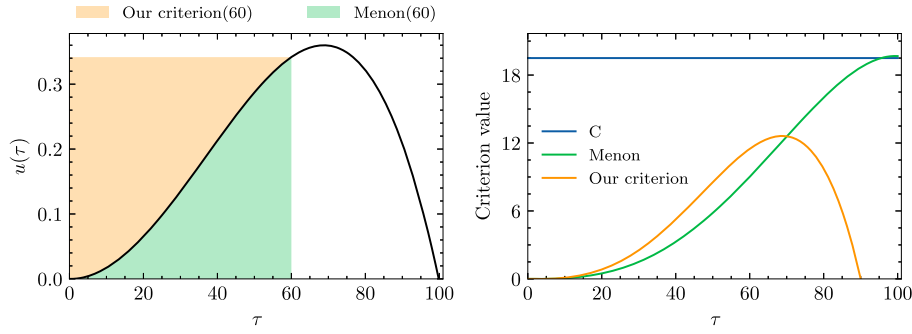 Our criterion(60) Menon(60)
u(τ)
0.3
0.2
0.1
0.0
0 20 40 60 80 100
τ
Criterion value
18
12
6
0
C
Menon
Our criterion
0 20 40 60 80 100
τ